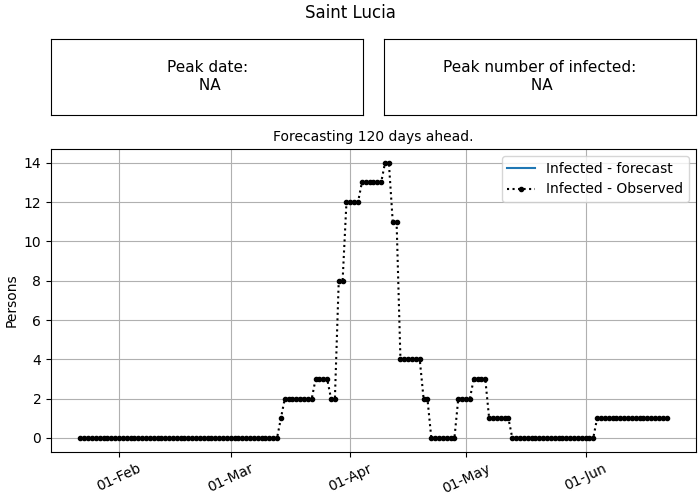 Saint Lucia
Peak date:
NA
Peak number of infected:
NA
Forecasting 120 days ahead.
Infected - forecast
Infected - Observed
Persons
14
12
10
8
6
4
2
0
01-Feb
01-Mar
01-Apr
01-May
01-Jun